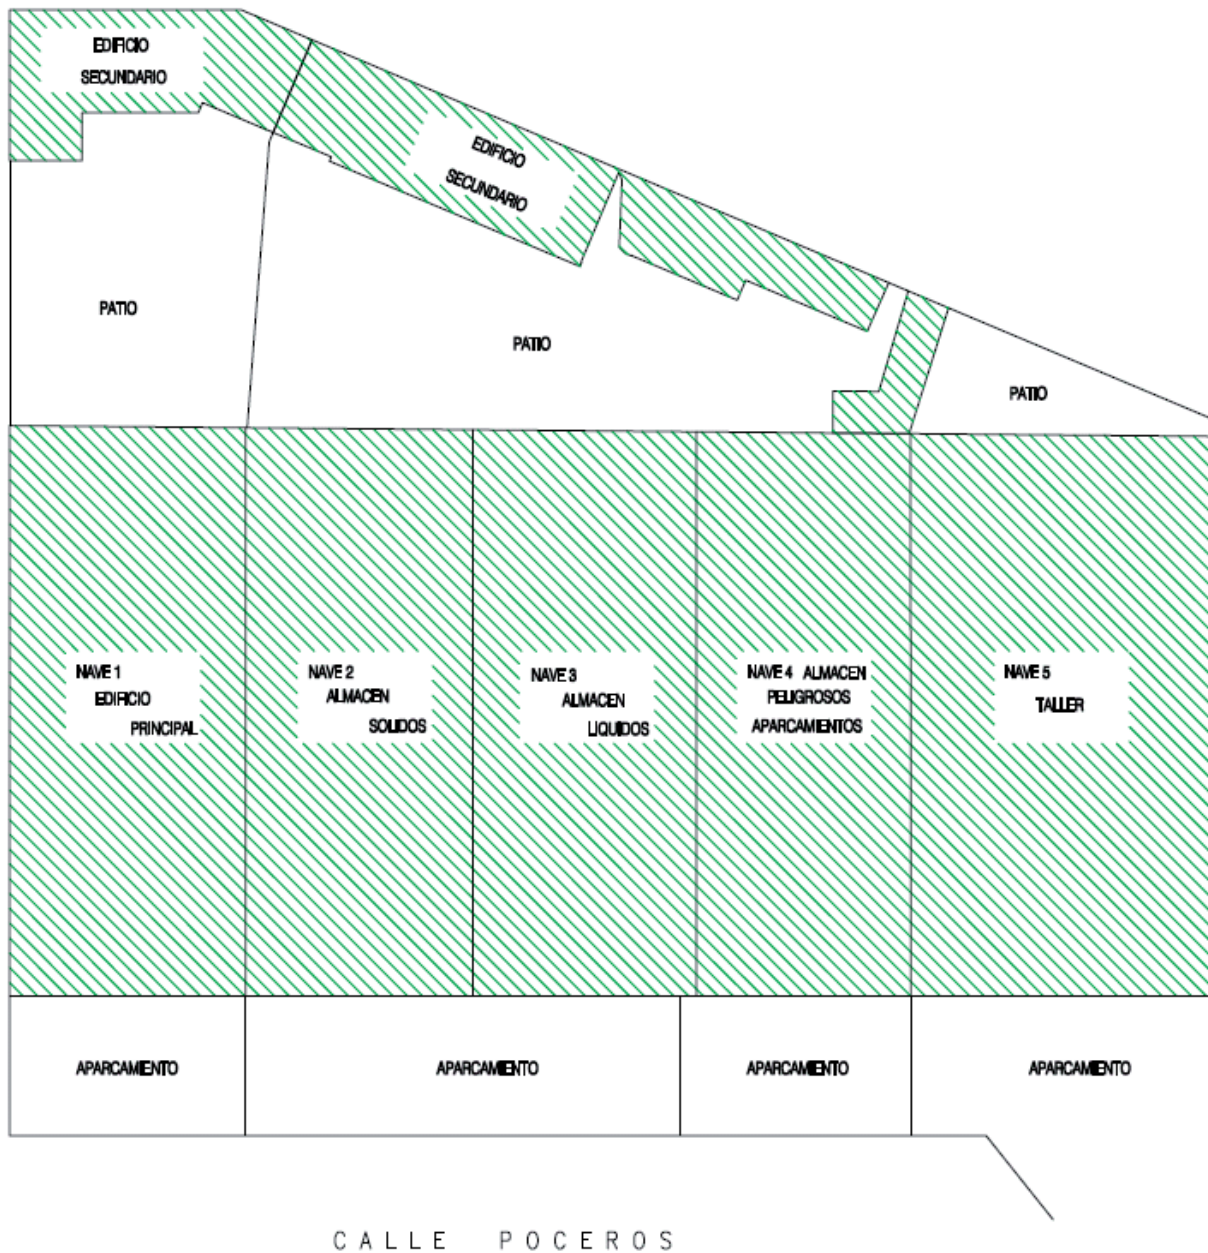 EDIFICIO
SECUNDARIO
EDIFICIO
SECUNDARIO
PATIO
PATIO
PATIO
NAVE 1
EDIFICIO
PRINCIPAL
NAVE 2
ALMACEN
SOLIDOS
NAVE 3
ALMACEN
LIQUIDOS
NAVE 4 ALMACEN
PELIGROSOS
APARCAMIENTOS
NAVE 5
TALLER
APARCAMIENTO
APARCAMIENTO
APARCAMIENTO
APARCAMIENTO
CALLE POCEROS